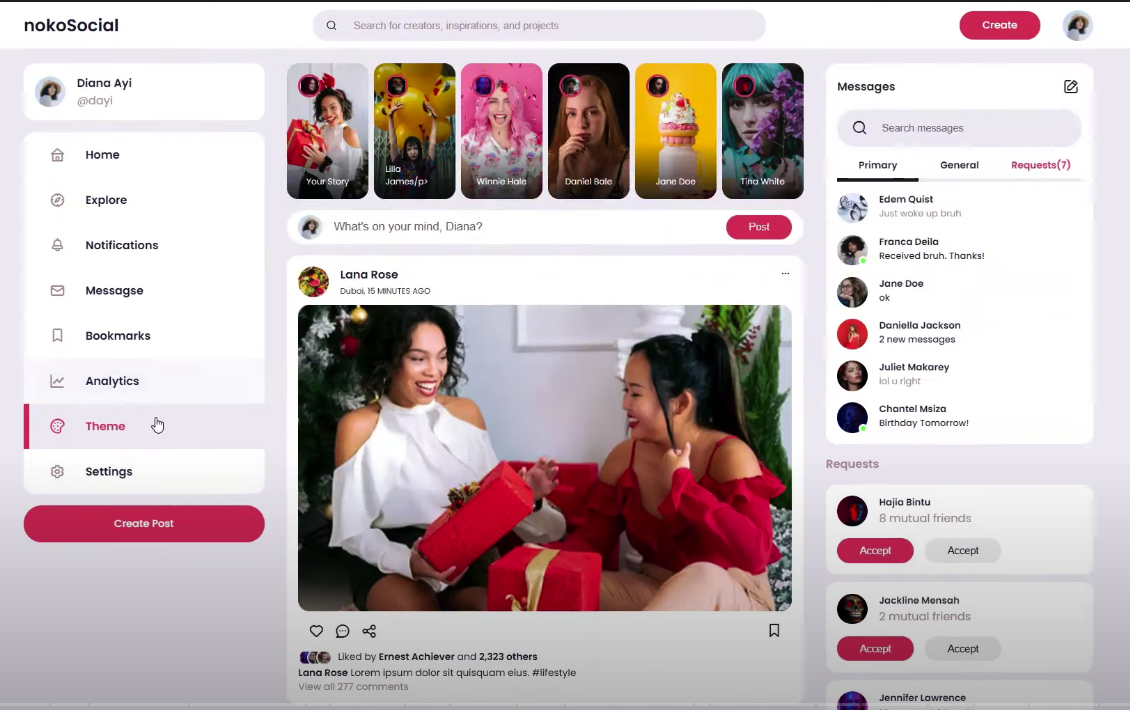 nokoSocial
Search for creators, inspirations, and projects
Create
Diana Ayi
@dayi
Home
Explore
Notifications
Messagse
Bookmarks
Analytics
Theme
Settings
Create Post
Your Story
Lilla
James/p>
Winnie Hale
Daniel Bale
Jane Doe
Tina White
What's on your mind, Diana?
Post
Lana Rose
Dubai, 15 MINUTES AGO
...
Liked by Ernest Achiever and 2,323 others
Lana Rose Lorem ipsum dolor sit quisquam eius. #lifestyle
View all 277 comments
Messages
Search messages
Primary General Requests(7)
Edem Quist
Just woke up bruh
Franca Deila
Received bruh. Thanks!
Jane Doe
ok
Daniella Jackson
2 new messages
Juliet Makarey
lol u right
Chantel Msiza
Birthday Tomorrow!
Requests
Hajia Bintu
8 mutual friends
Accept Accept
Jackline Mensah
2 mutual friends
Accept Accept
Jennifer Lawrence